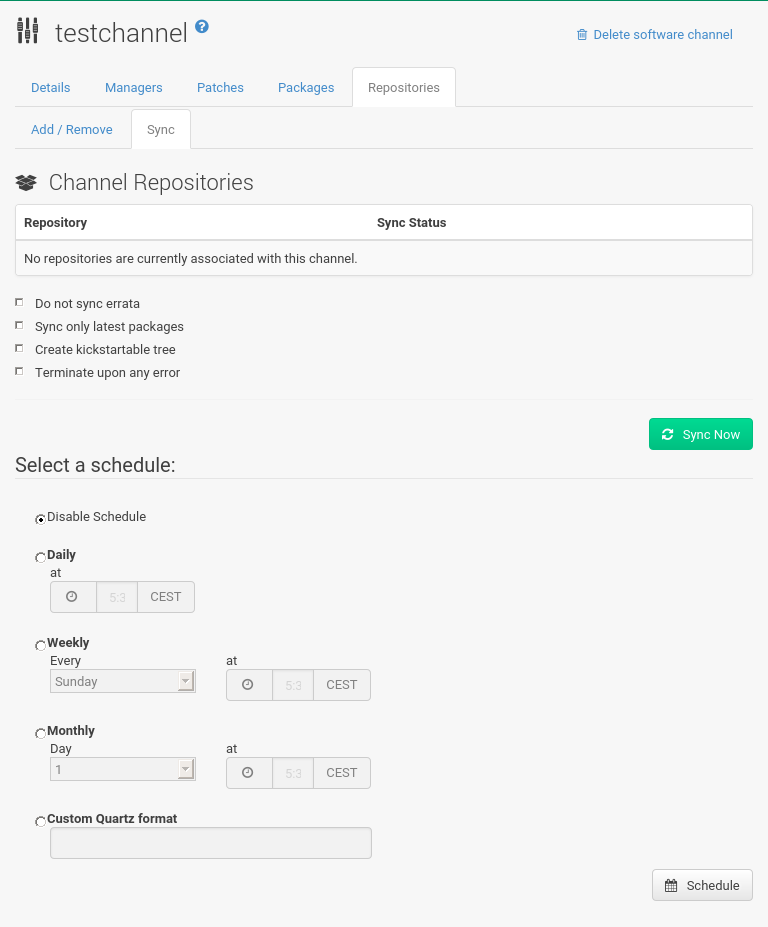 testchannel
Delete software channel
Details Managers Patches Packages Repositories
Add / Remove Sync
Channel Repositories
Repository Sync Status
No repositories are currently associated with this channel.
Do not sync errata
Sync only latest packages
Create kickstartable tree
Terminate upon any error
Sync Now
Select a schedule:
Disable Schedule
Daily
at
5:3 CEST
Weekly
Every at
Sunday 5:3 CEST
Monthly
Day at
1 5:3 CEST
Custom Quartz format
Schedule